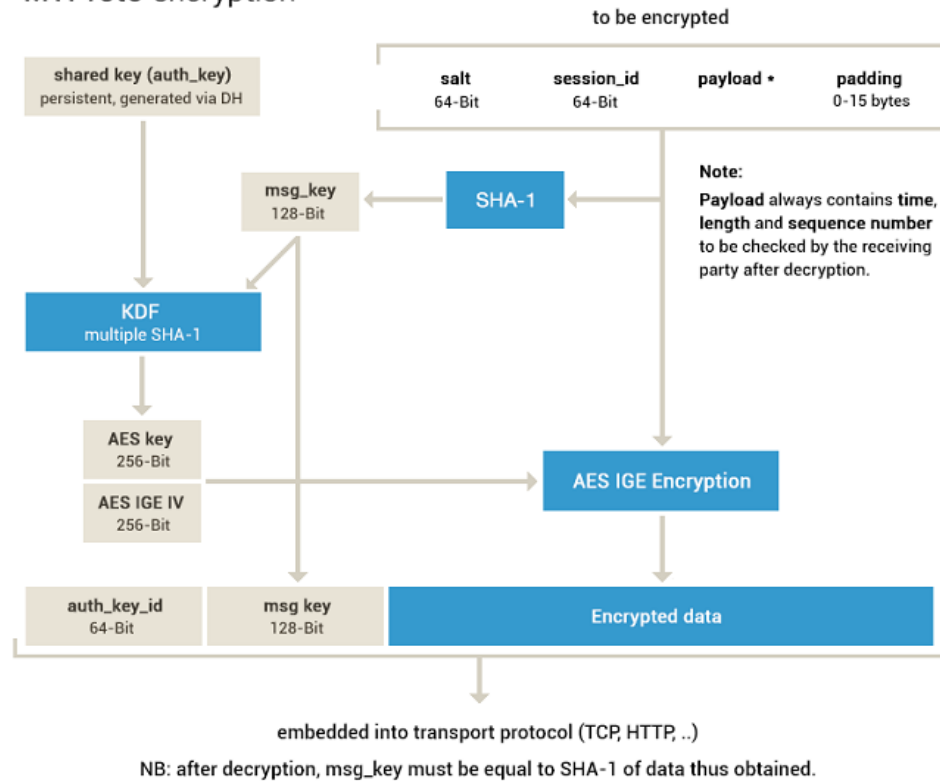 encryption
to be encrypted
shared key (auth_key)
persistent, generated via DH
salt
64-Bit
session_id
64-Bit
payload *
padding
0-15 bytes
msg_key
128-Bit
SHA-1
Note:
Payload always contains time,
length and sequence number
to be checked by the receiving
party after decryption.
KDF
multiple SHA-1
AES key
256-Bit
AES IGE IV
256-Bit
AES IGE Encryption
auth_key_id
64-Bit
msg key
128-Bit
Encrypted data
embedded into transport protocol (TCP, HTTP, ..)
NB: after decryption, msg_key must be equal to SHA-1 of data thus obtained.